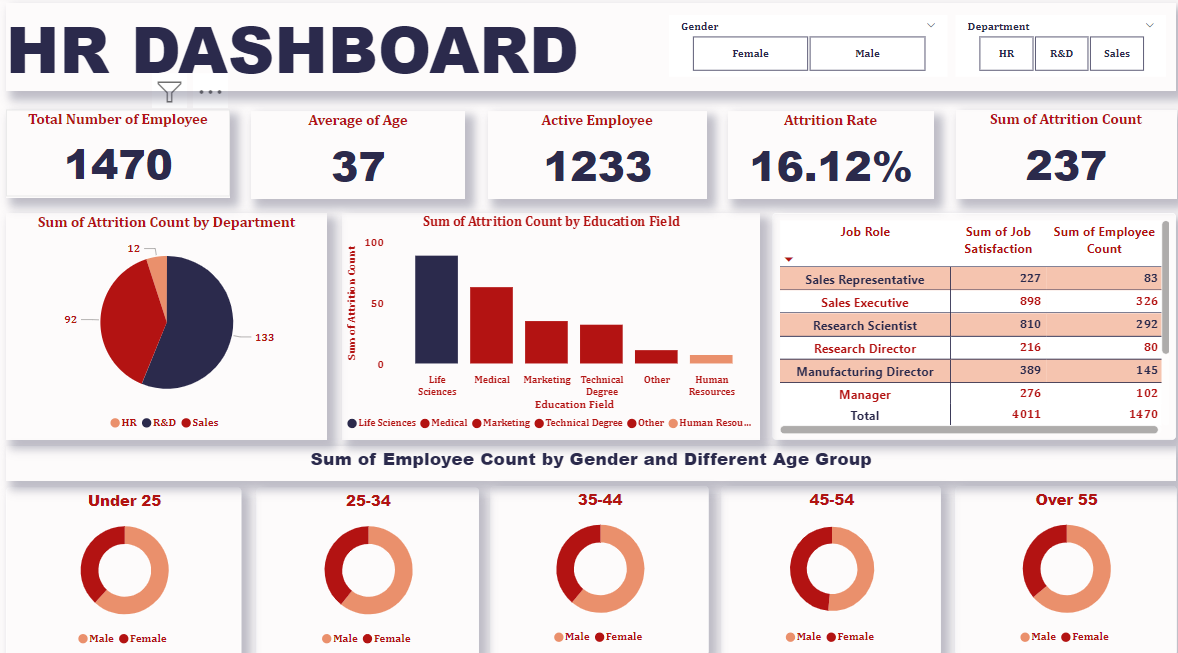 HR DASHBOARD
Gender
Female Male
Department
HR R&D Sales
Total Number of Employee
1470
Average of Age
37
Active Employee
1233
Attrition Rate
16.12%
Sum of Attrition Count
237
Sum of Attrition Count by Department
12
92
133
HR R&D Sales
Sum of Attrition Count by Education Field
Sum of Attrition Count
100
50
0
Life Sciences
Medical
Marketing
Technical Degree
Other
Human Resources
Education Field
Life Sciences Medical Marketing Technical Degree Other Human Resou...
Job Role Sum of Job Satisfaction Sum of Employee Count
Sales Representative 227 83
Sales Executive 898 326
Research Scientist 810 292
Research Director 216 80
Manufacturing Director 389 145
Manager 276 102
Total 4011 1470
Sum of Employee Count by Gender and Different Age Group
Under 25
Male Female
25-34
Male Female
35-44
Male Female
45-54
Male Female
Over 55
Male Female